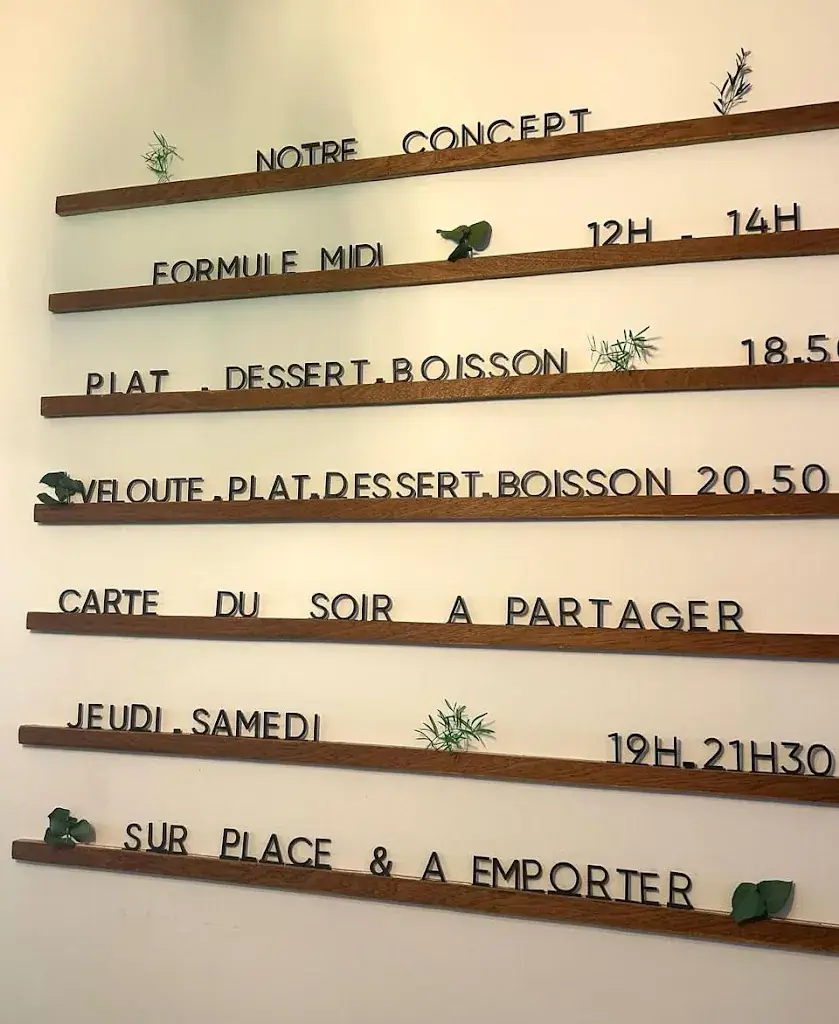 NOTRE CONCEPT
FORMULE MIDI 12H - 14H
PLAT . DESSERT.BOISSON 18.50
VELOUTE.PLAT.DESSERT.BOISSON 20.50
CARTE DU SOIR A PARTAGER
JEUDI.SAMEDI 19H-21H30
SUR PLACE & A EMPORTER